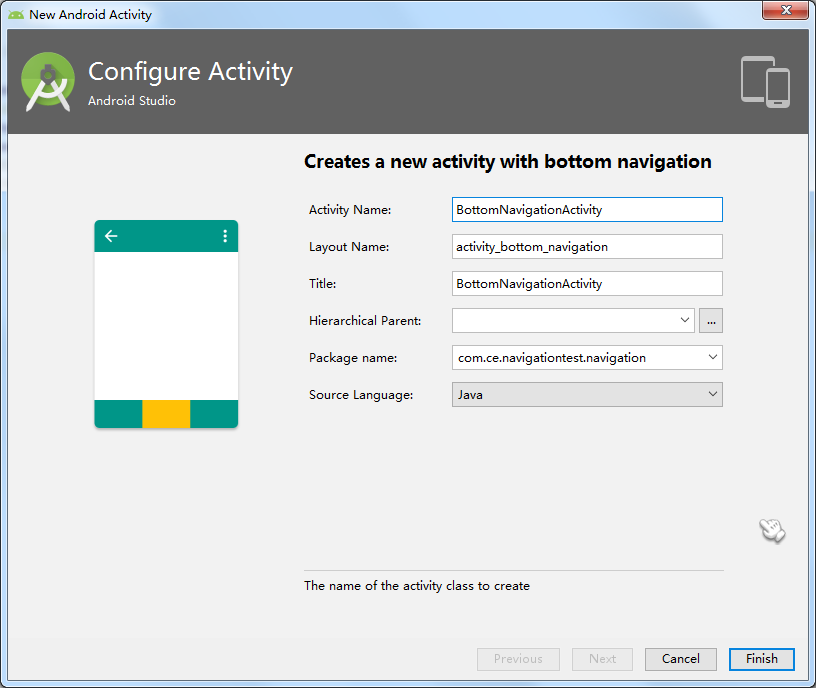 New Android Activity
Configure Activity
Android Studio
Creates a new activity with bottom navigation
Activity Name: BottomNavigationActivity
Layout Name: activity_bottom_navigation
Title: BottomNavigationActivity
Hierarchical Parent: ...
Package name: com.ce.navigationtest.navigation
Source Language: Java
The name of the activity class to create
Previous Next Cancel Finish